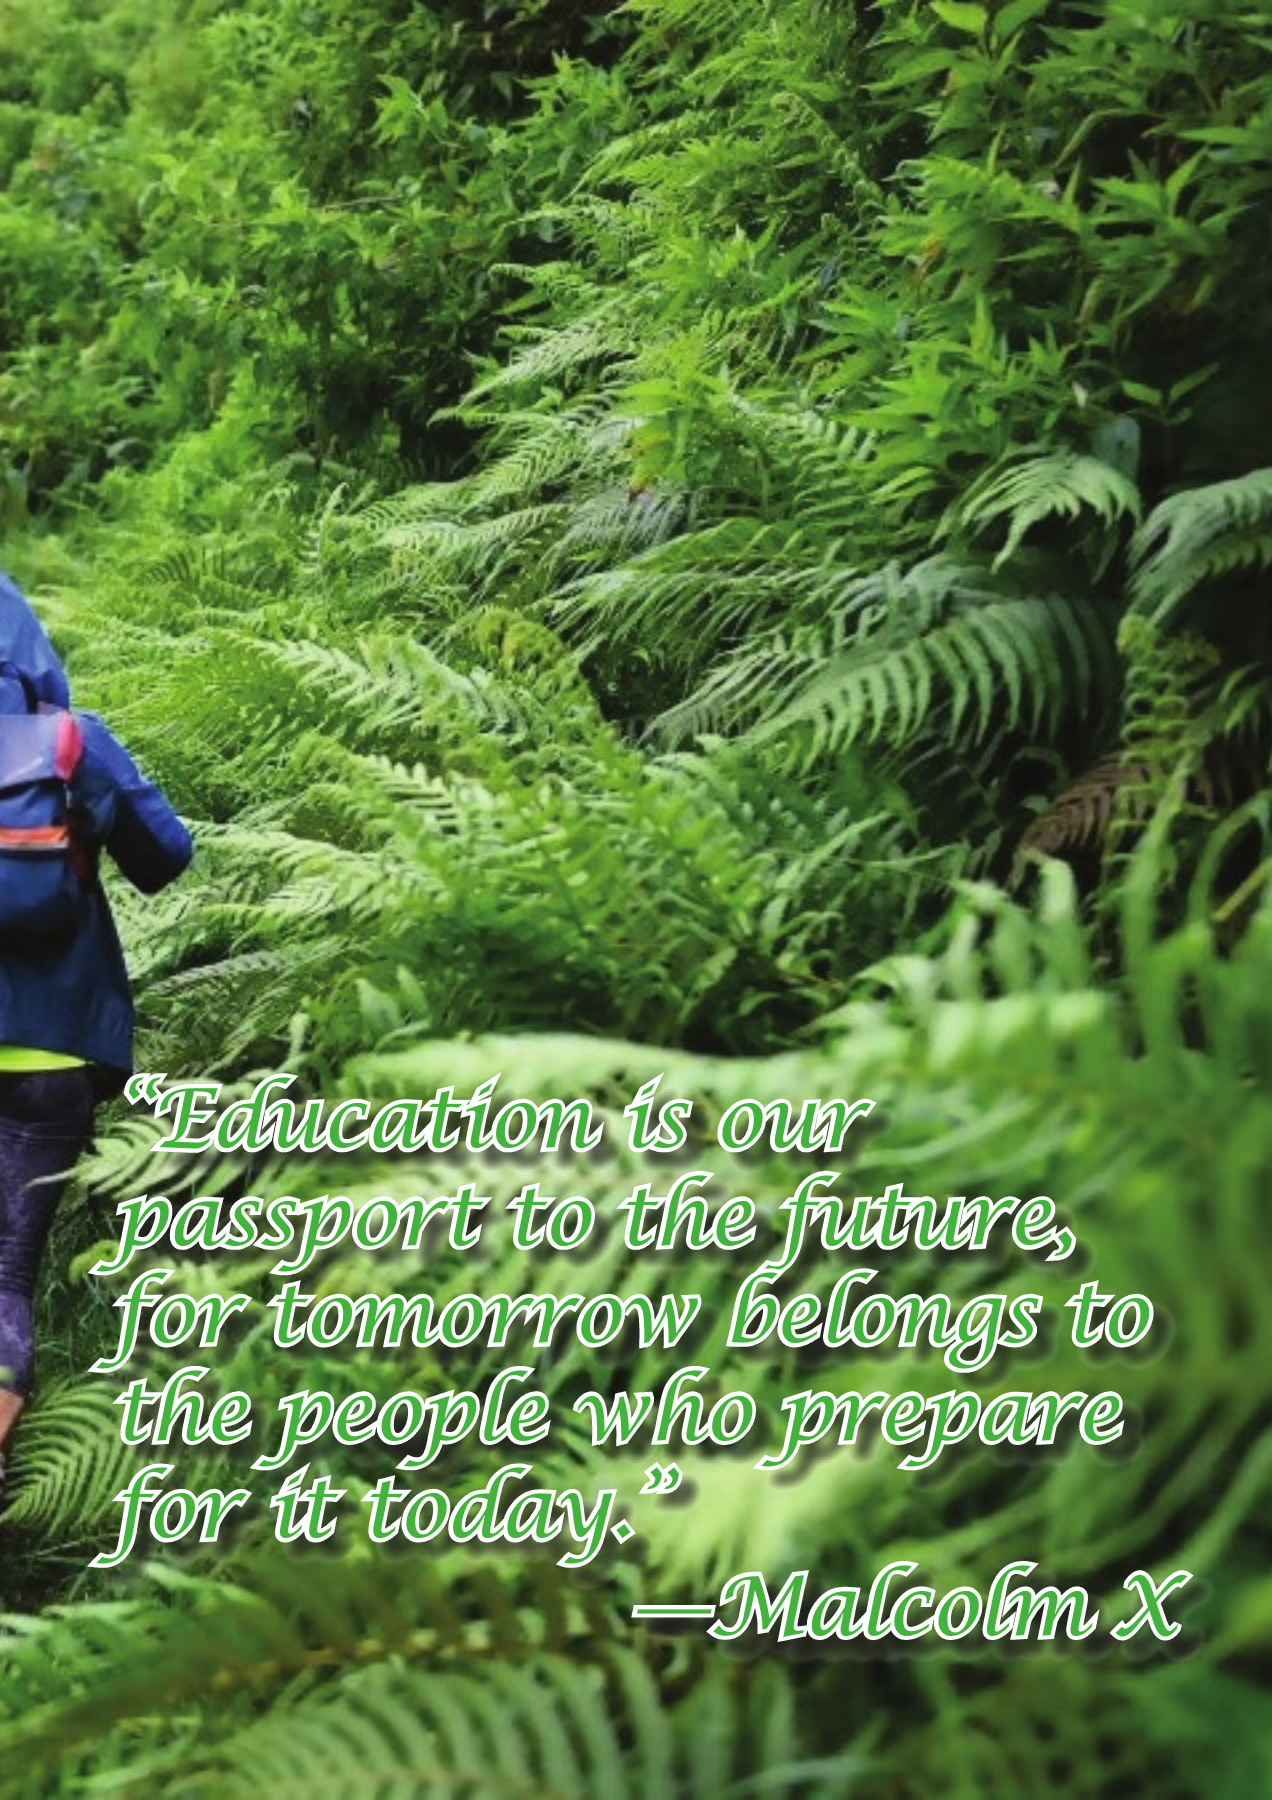 “Education is our
passport to the future,
for tomorrow belongs to
the people who prepare
for it today.”
—Malcolm X